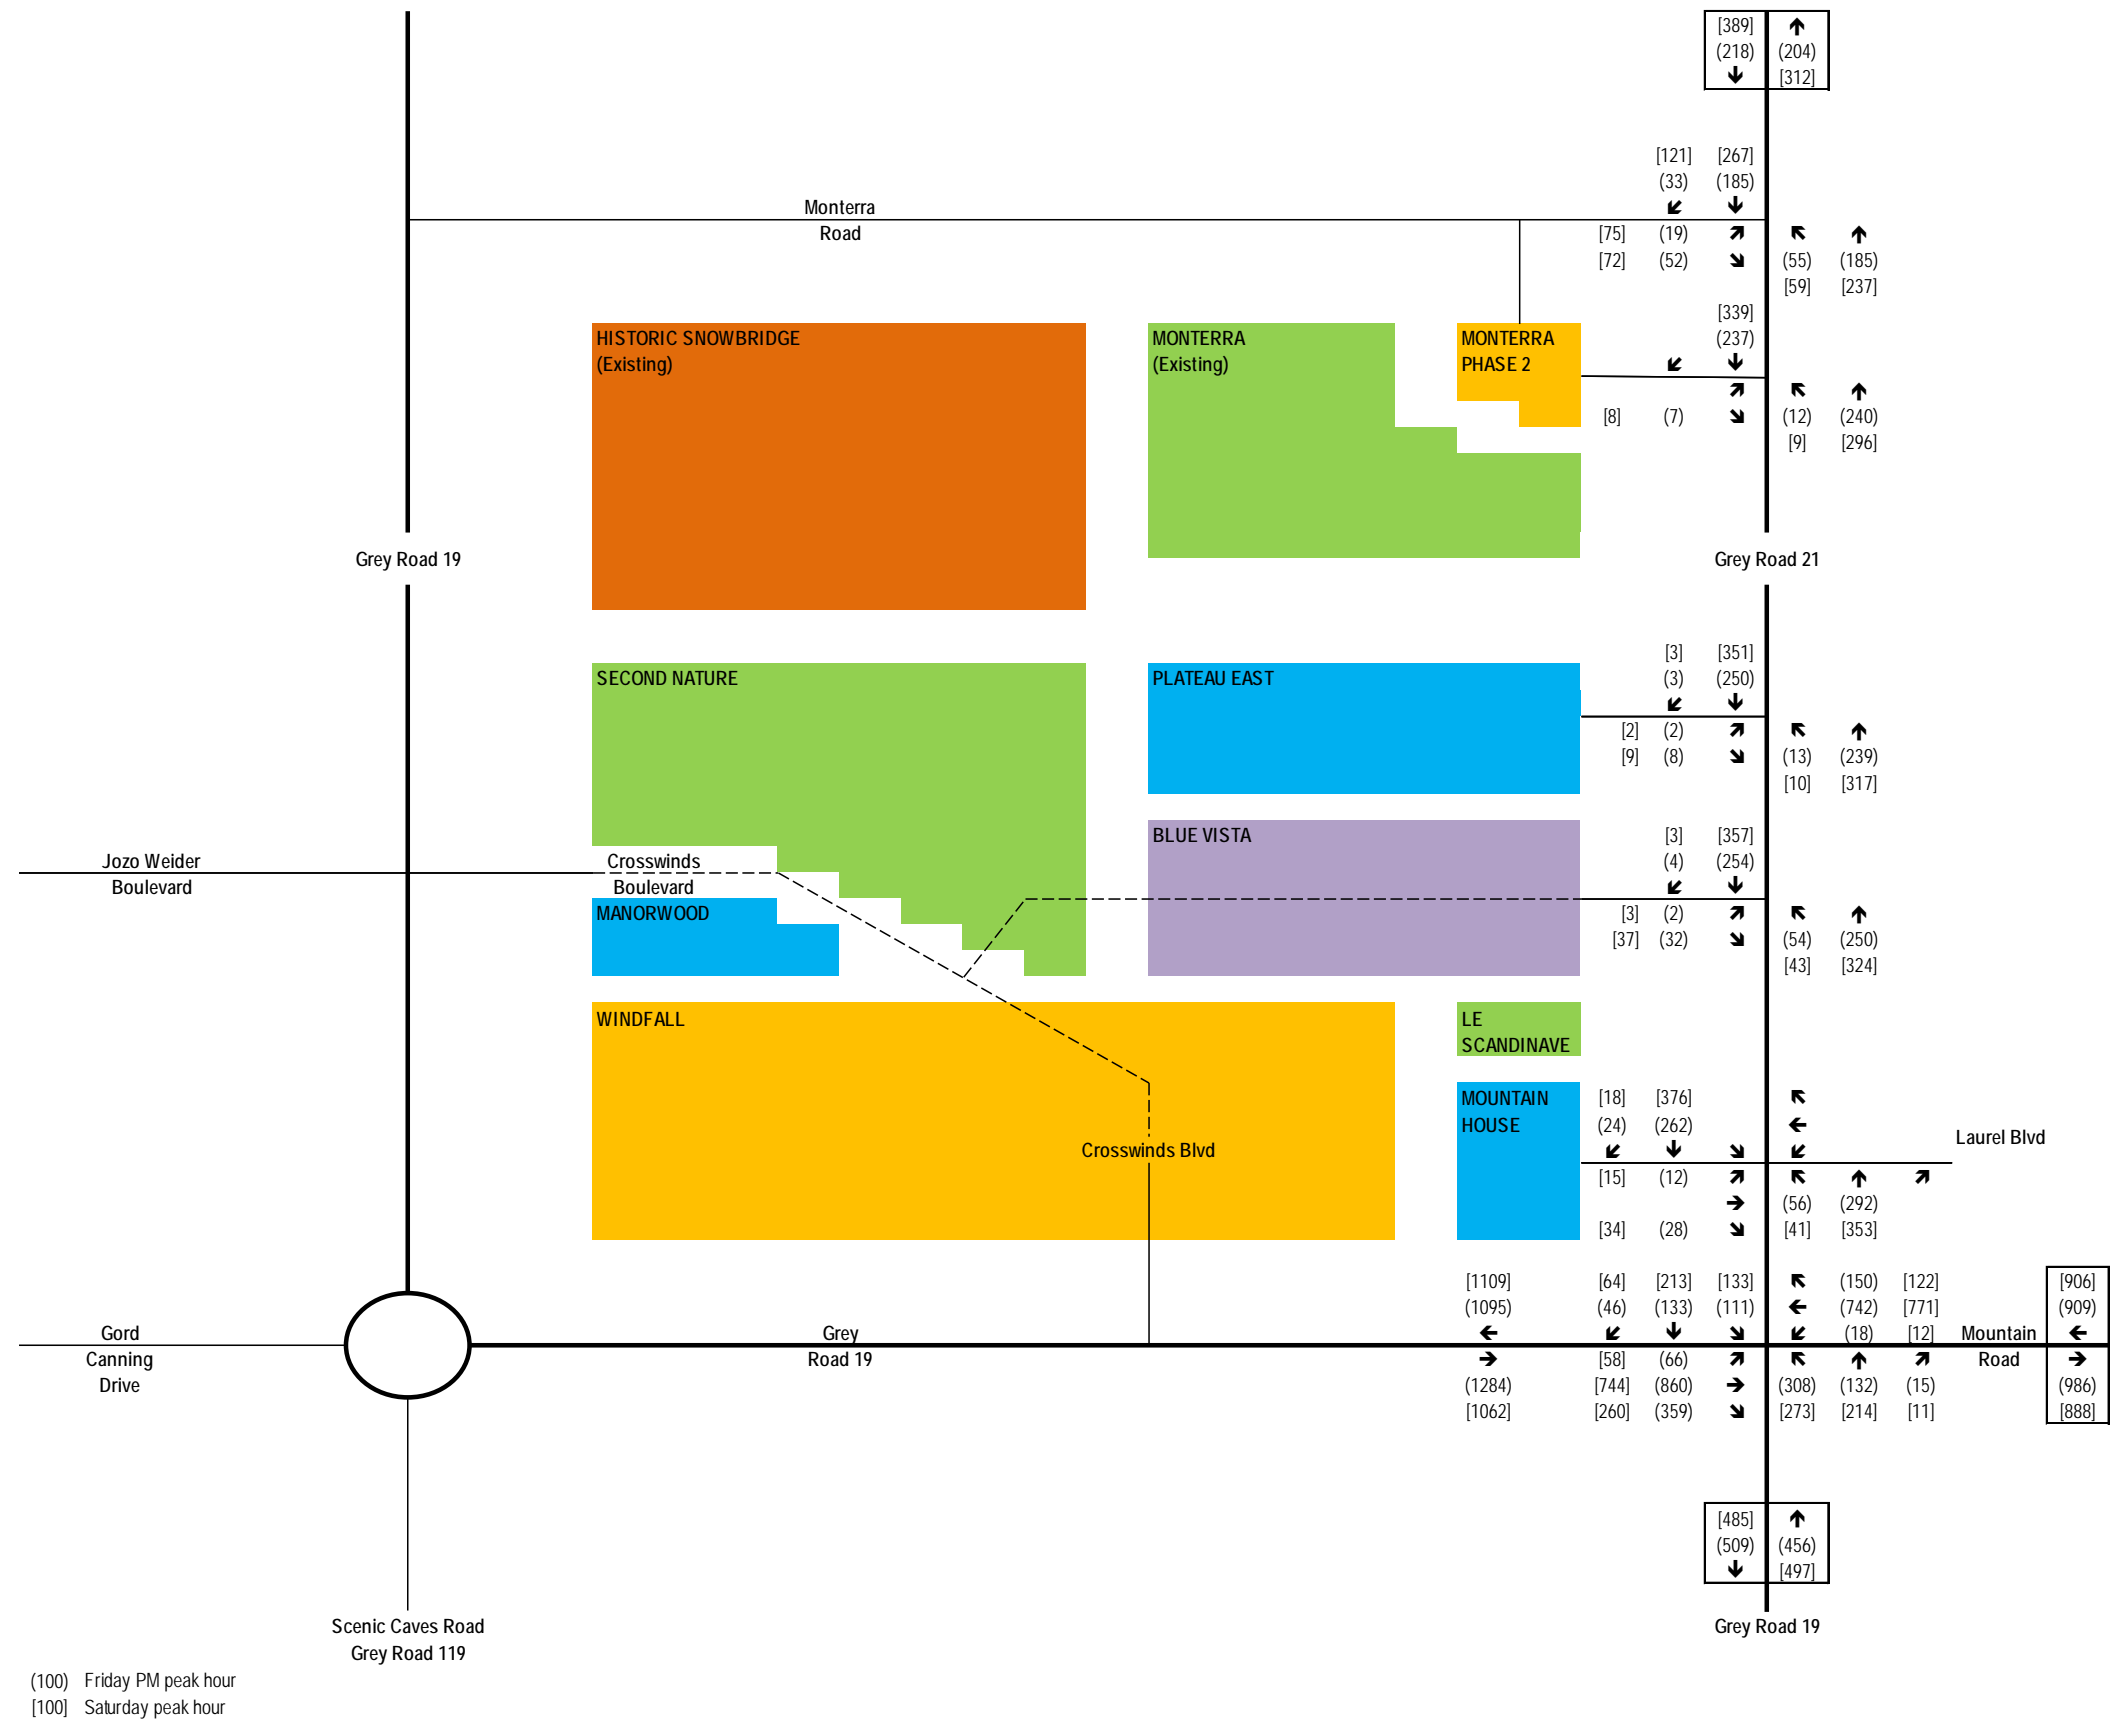 [389]
(218) (204)
[312]
[121] [267]
(33) (185)
Monterra
Road
[75] (19)
[72] (52) (55) (185)
[59] [237]
[339]
(237)
HISTORIC SNOWBRIDGE
(Existing)
MONTERRA
(Existing)
MONTERRA
PHASE 2
[8] (7) (12) (240)
[9] [296]
Grey Road 19
Grey Road 21
[3] [351]
(3) (250)
SECOND NATURE
PLATEAU EAST
[2] (2)
[9] (8) (13) (239)
[10] [317]
BLUE VISTA
[3] [357]
(4) (254)
Jozo Weider
Boulevard
Crosswinds
Boulevard
MANORWOOD
[3] (2)
[37] (32) (54) (250)
[43] [324]
WINDFALL
LE
SCANDINAVE
MOUNTAIN
HOUSE
[18] [376]
(24) (262)
Laurel Blvd
Crosswinds Blvd
[15] (12)
(56) (292)
[34] (28) [41] [353]
[1109] [64] [213] [133] (150) [122] [906]
(1095) (46) (133) (111) (742) [771] (909)
(18) [12]
Gord
Canning
Drive
Grey
Road 19
Mountain
Road
[58] (66)
(1284) [744] (860) (308) (132) (15) (986)
[1062] [260] (359) [273] [214] [11] [888]
[485]
(509) (456)
[497]
Scenic Caves Road
Grey Road 119
Grey Road 19
(100) Friday PM peak hour
[100] Saturday peak hour